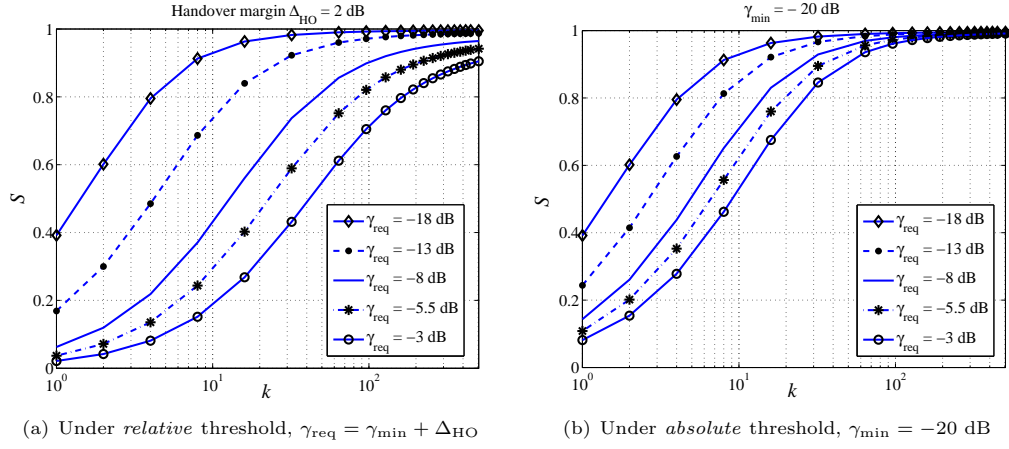 Handover margin Δ_HO = 2 dB
1
0.8
0.6
0.4
0.2
0
S
10^0
10^1
10^2
k
γ_req = −18 dB
γ_req = −13 dB
γ_req = −8 dB
γ_req = −5.5 dB
γ_req = −3 dB
(a) Under relative threshold, γ_req = γ_min + Δ_HO
γ_min = − 20 dB
1
0.8
0.6
0.4
0.2
0
S
10^0
10^1
10^2
k
γ_req = −18 dB
γ_req = −13 dB
γ_req = −8 dB
γ_req = −5.5 dB
γ_req = −3 dB
(b) Under absolute threshold, γ_min = −20 dB